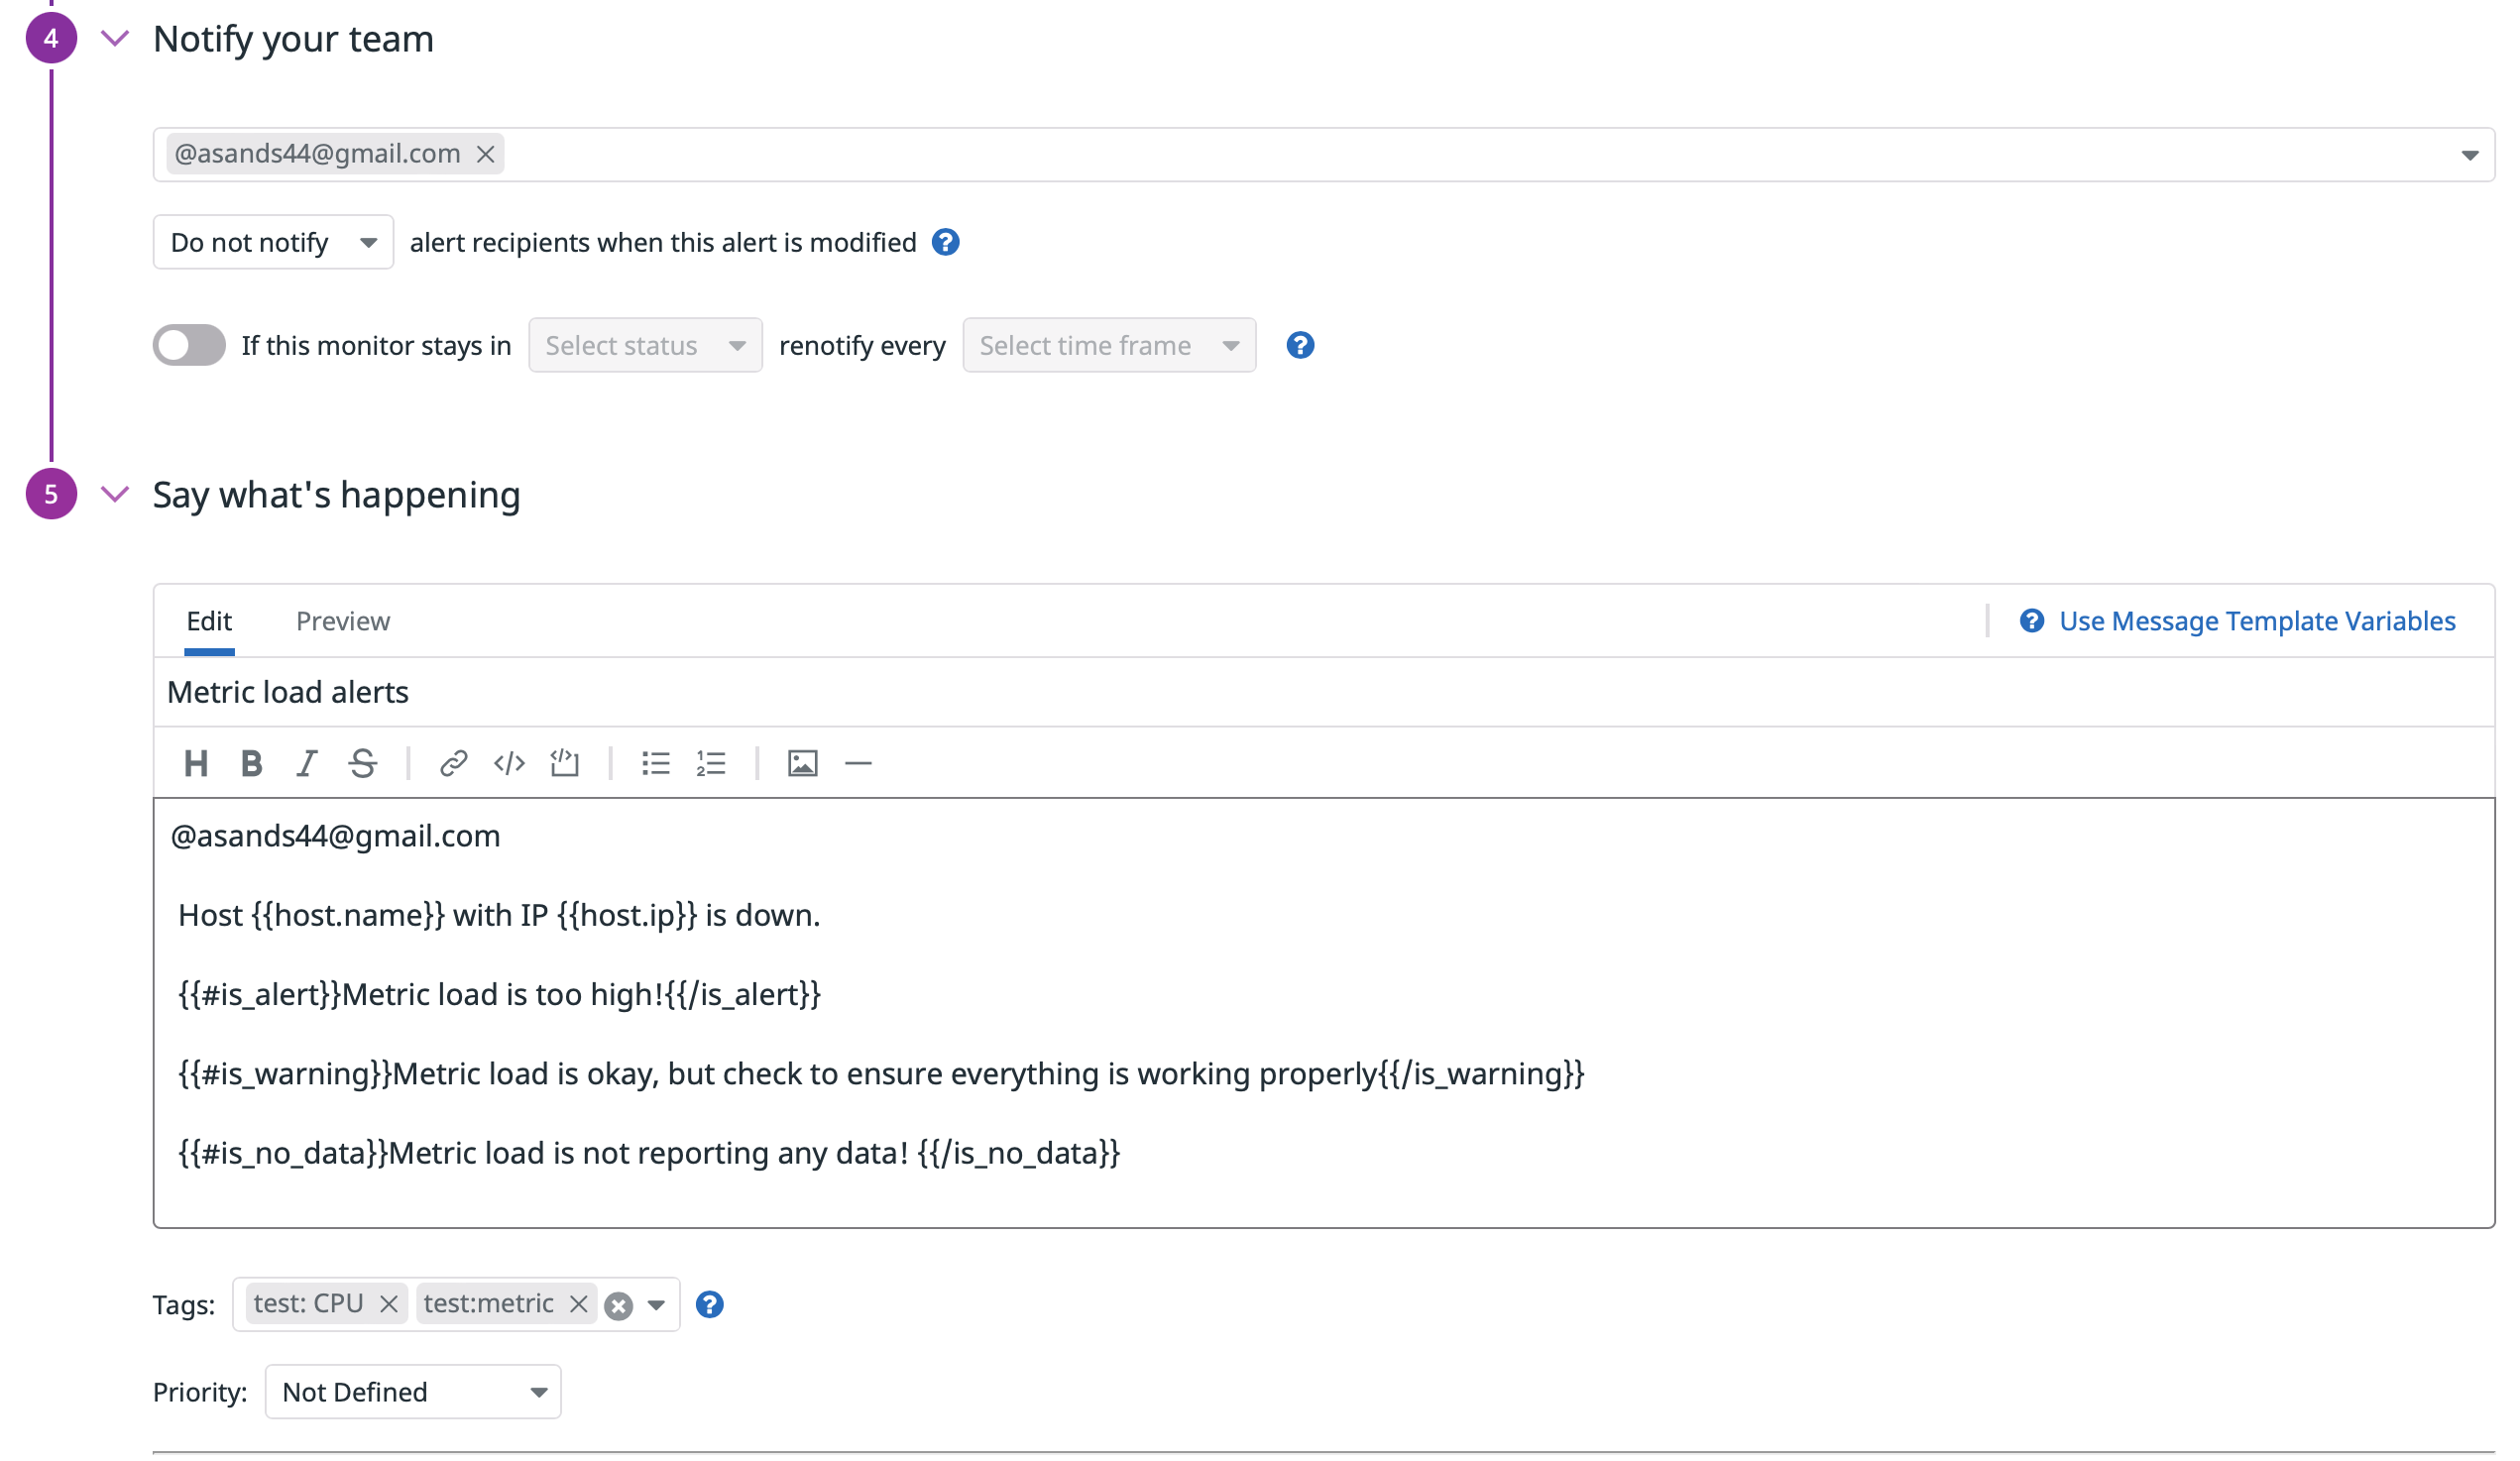 4 Notify your team
@asands44@gmail.com
Do not notify alert recipients when this alert is modified ?
If this monitor stays in Select status renotify every Select time frame ?
5 Say what's happening
Edit Preview ? Use Message Template Variables
Metric load alerts
H B I S
@asands44@gmail.com
Host {{host.name}} with IP {{host.ip}} is down.
{{#is_alert}}Metric load is too high!{{/is_alert}}
{{#is_warning}}Metric load is okay, but check to ensure everything is working properly{{/is_warning}}
{{#is_no_data}}Metric load is not reporting any data! {{/is_no_data}}
Tags: test: CPU test:metric ?
Priority: Not Defined